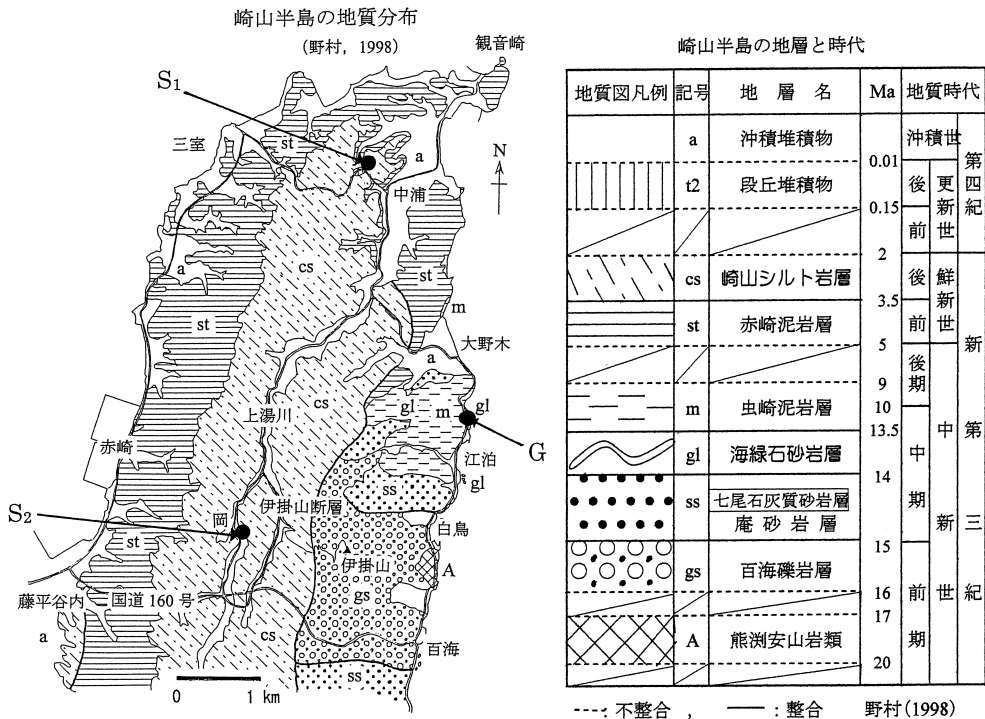 崎山半島の地質分布
(野村, 1998)
観音崎
S1
三室
st
a
N
中浦
a
cs
st
st
m
大野木
a
cs
gl
m
gl
上湯川
赤崎
G
江泊
gl
ss
S2
岡
伊掛山断層
白鳥
st
伊掛山
A
gs
藤平谷内
国道160号
a
cs
百海
ss
0 1 km
崎山半島の地層と時代
地質図凡例 記号 地層名 Ma 地質時代
a 沖積堆積物 沖積世
0.01
t2 段丘堆積物 後
0.15
前
更新世
第四紀
2
cs 崎山シルト岩層 後
3.5
st 赤崎泥岩層 前
鮮新世
5
後期
9
m 虫崎泥岩層 10
13.5
gl 海緑石砂岩層
14
中期
ss 七尾石灰質砂岩層
庵砂岩層
15
gs 百海礫岩層
16
17
A 熊渕安山岩類
20
前期
中新世
新第三紀
----: 不整合 , ——: 整合 野村(1998)